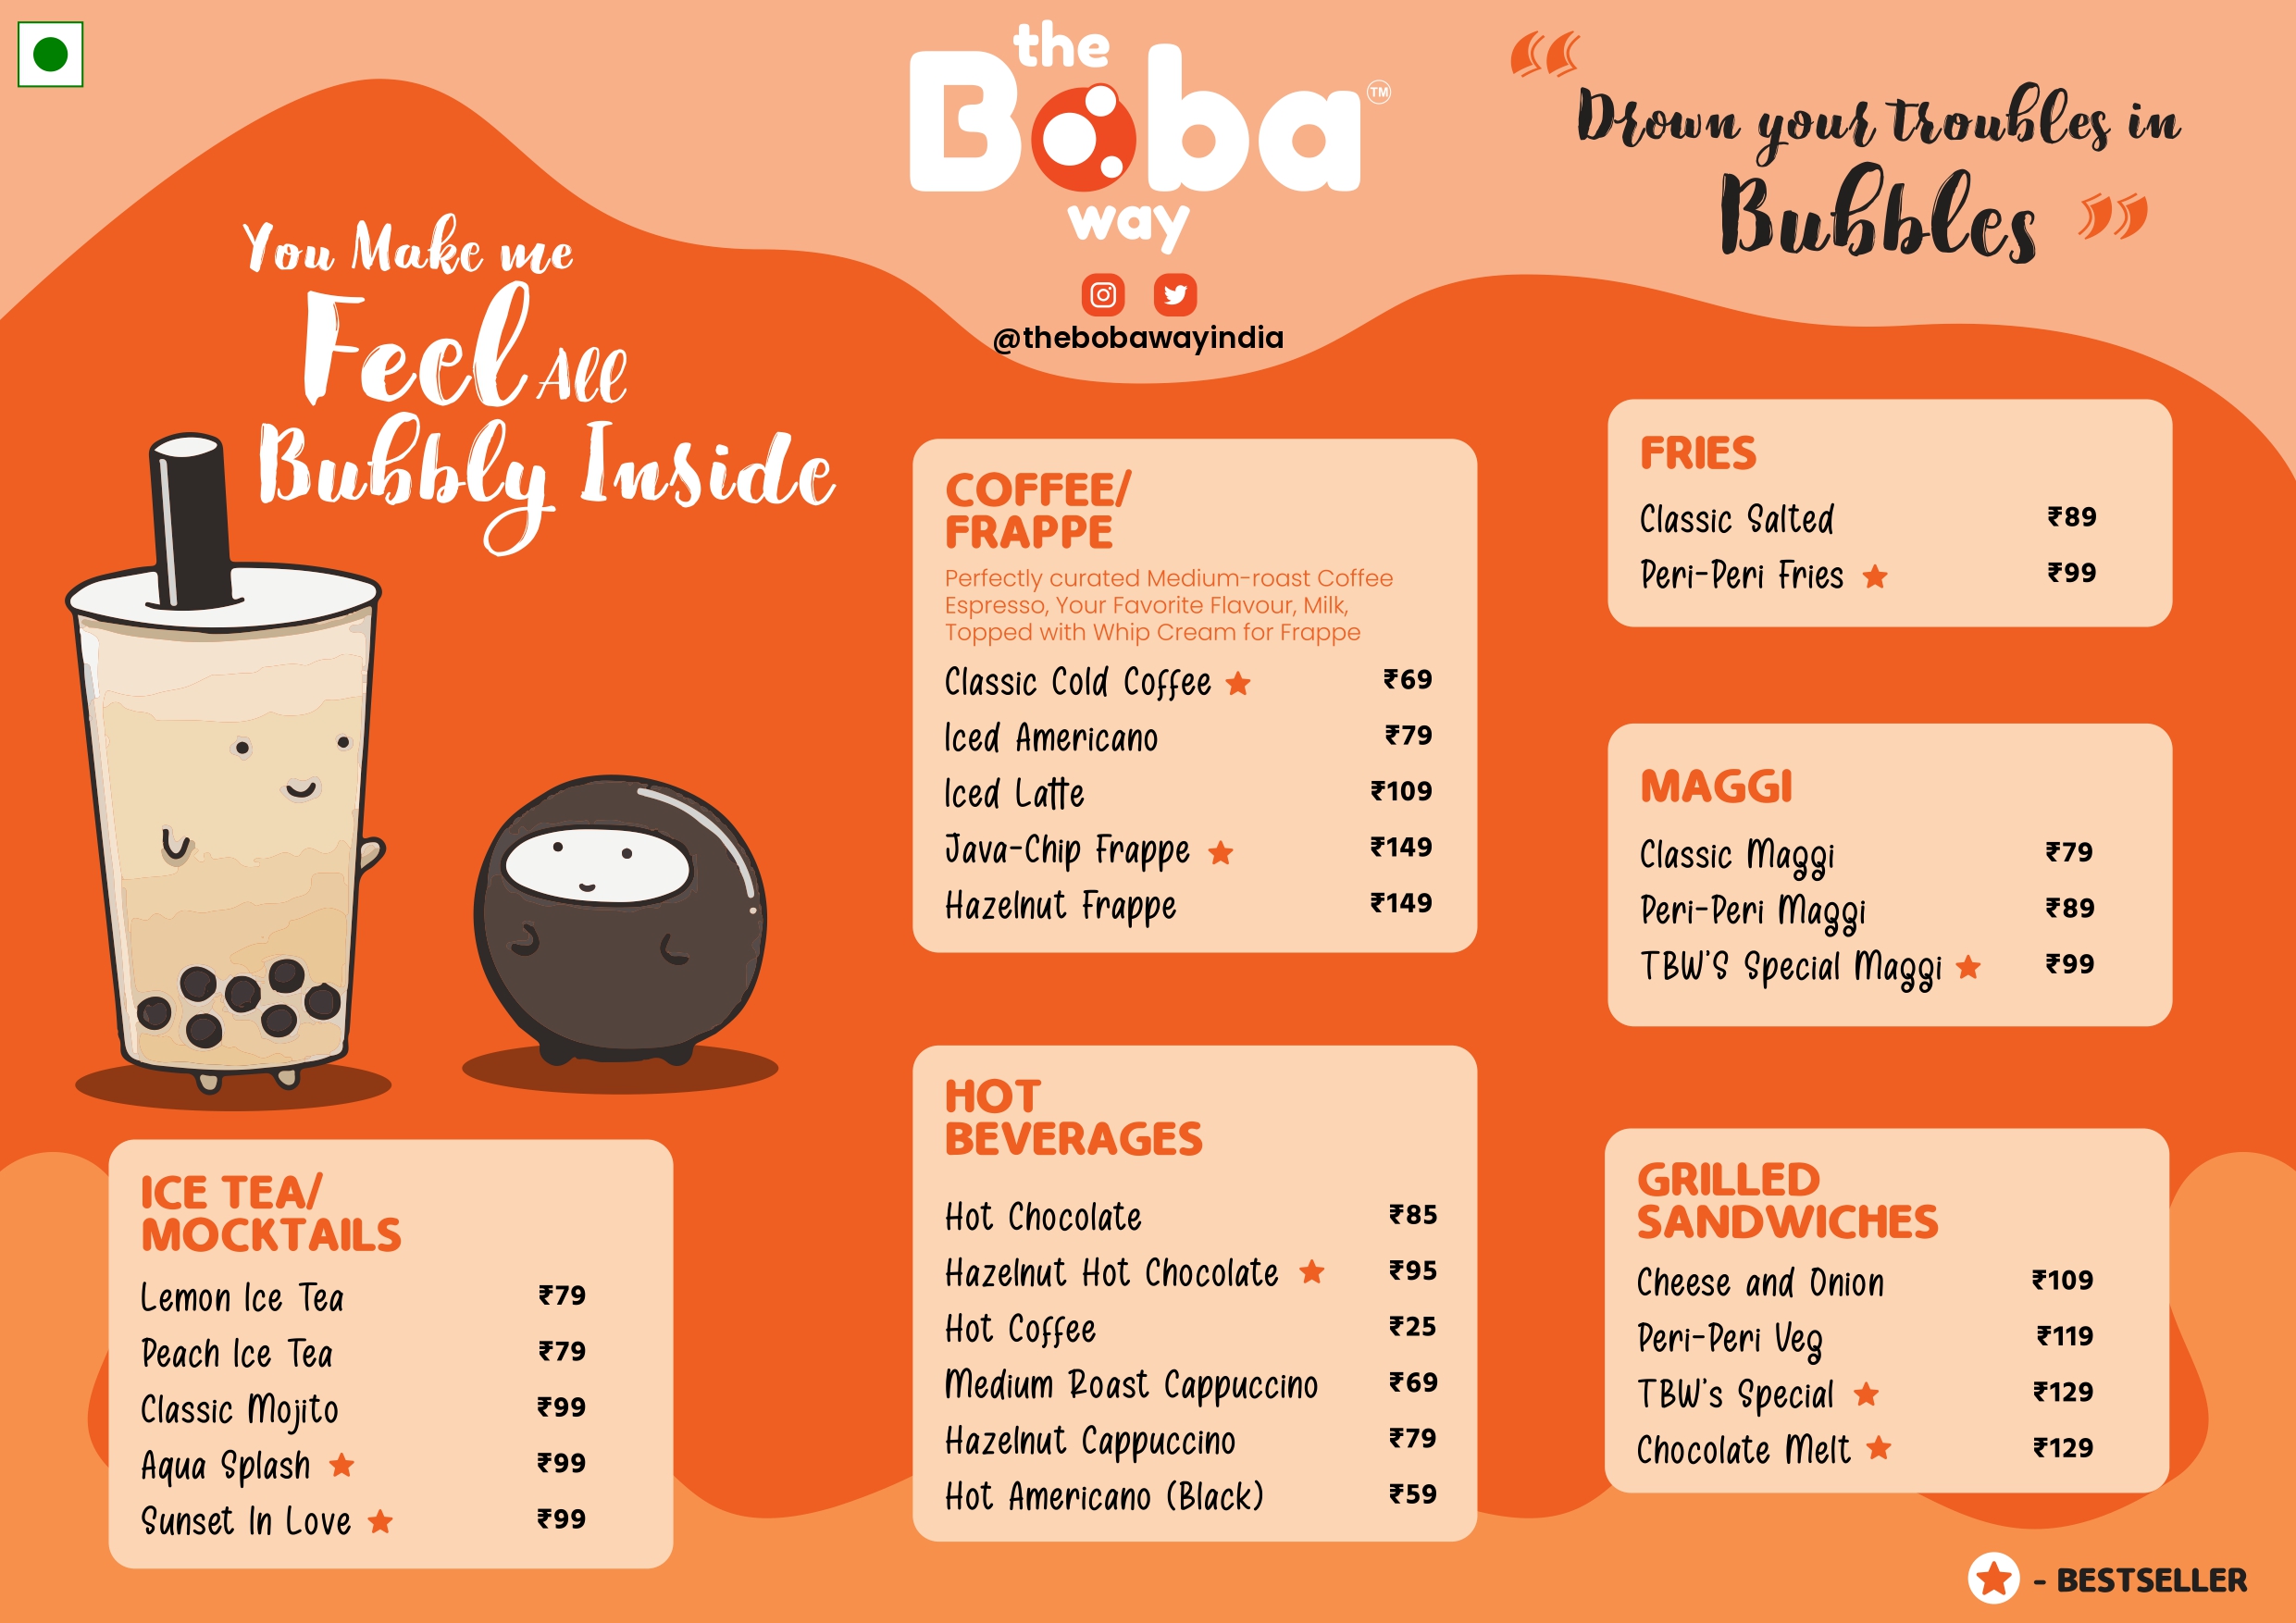 the
Boba
TM
way
@thebobawayindia
Drown your troubles in
Bubbles
You Make me
Feel All
Bubbly Inside
ICE TEA/
MOCKTAILS
Lemon Ice Tea ₹79
Peach Ice Tea ₹79
Classic Mojito ₹99
Aqua Splash ₹99
Sunset In Love ₹99
COFFEE/
FRAPPE
Perfectly curated Medium-roast Coffee
Espresso, Your Favorite Flavour, Milk,
Topped with Whip Cream for Frappe
Classic Cold Coffee ₹69
Iced Americano ₹79
Iced Latte ₹109
Java-Chip Frappe ₹149
Hazelnut Frappe ₹149
HOT
BEVERAGES
Hot Chocolate ₹85
Hazelnut Hot Chocolate ₹95
Hot Coffee ₹25
Medium Roast Cappuccino ₹69
Hazelnut Cappuccino ₹79
Hot Americano (Black) ₹59
FRIES
Classic Salted ₹89
Peri-Peri Fries ₹99
MAGGI
Classic Maggi ₹79
Peri-Peri Maggi ₹89
TBW'S Special Maggi ₹99
GRILLED
SANDWICHES
Cheese and Onion ₹109
Peri-Peri Veg ₹119
TBW's Special ₹129
Chocolate Melt ₹129
- BESTSELLER